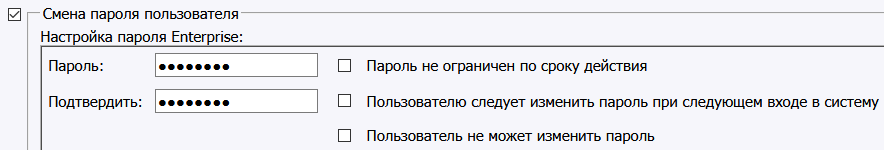 Смена пароля пользователя
Настройка пароля Enterprise:
Пароль: ●●●●●●●● Пароль не ограничен по сроку действия
Подтвердить: ●●●●●●●● Пользователю следует изменить пароль при следующем входе в систему
Пользователь не может изменить пароль